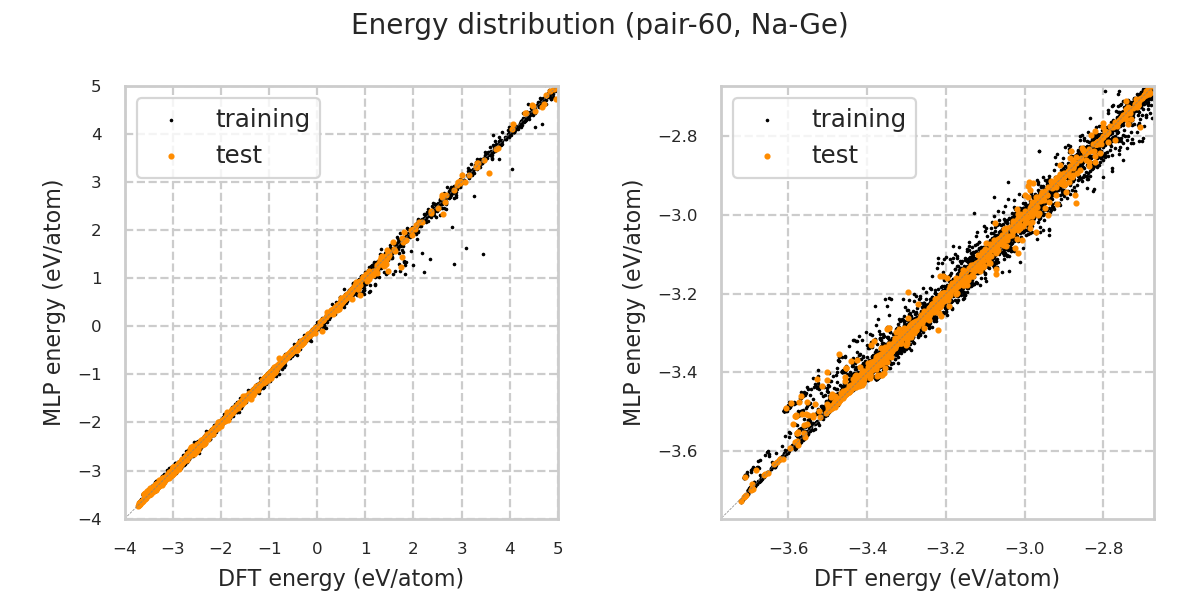 Energy distribution (pair-60, Na-Ge)
MLP energy (eV/atom)
5
4
3
2
1
0
−1
−2
−3
−4
training
test
−4 −3 −2 −1 0 1 2 3 4 5
DFT energy (eV/atom)
MLP energy (eV/atom)
−2.8
−3.0
−3.2
−3.4
−3.6
training
test
−3.6 −3.4 −3.2 −3.0 −2.8
DFT energy (eV/atom)